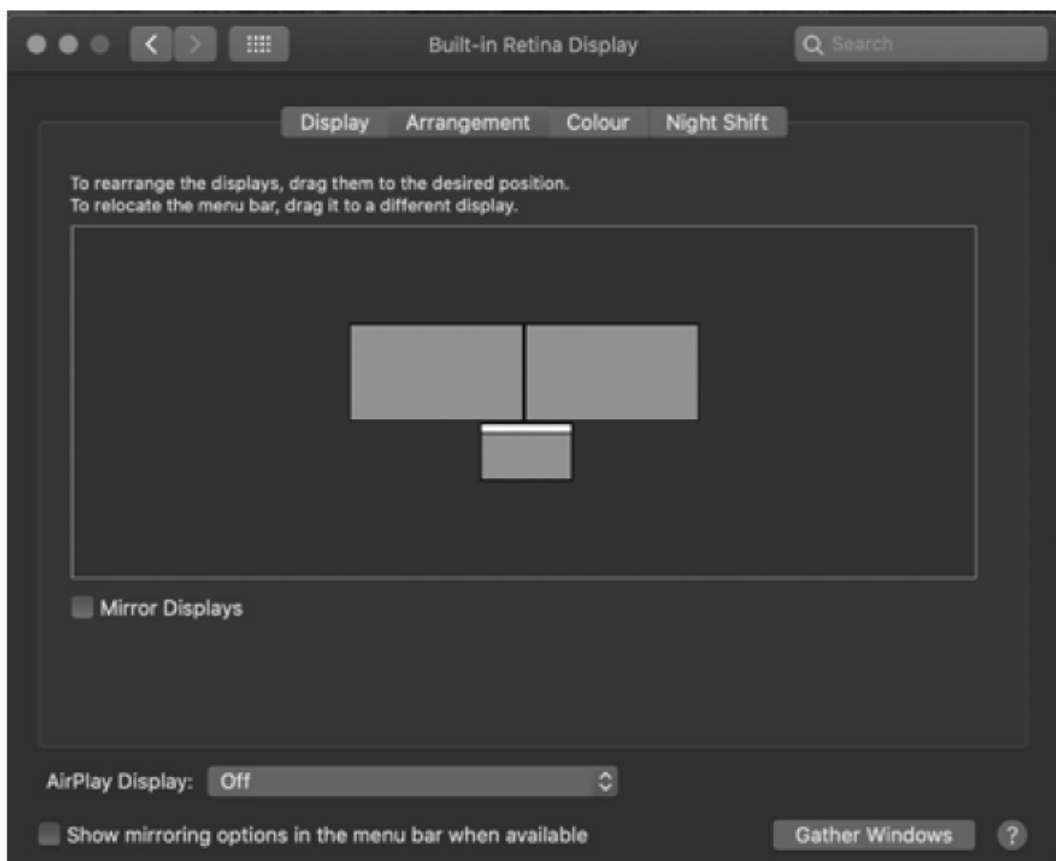 Built-in Retina Display
Search
Display Arrangement Colour Night Shift
To rearrange the displays, drag them to the desired position.
To relocate the menu bar, drag it to a different display.
Mirror Displays
AirPlay Display: Off
Show mirroring options in the menu bar when available
Gather Windows ?